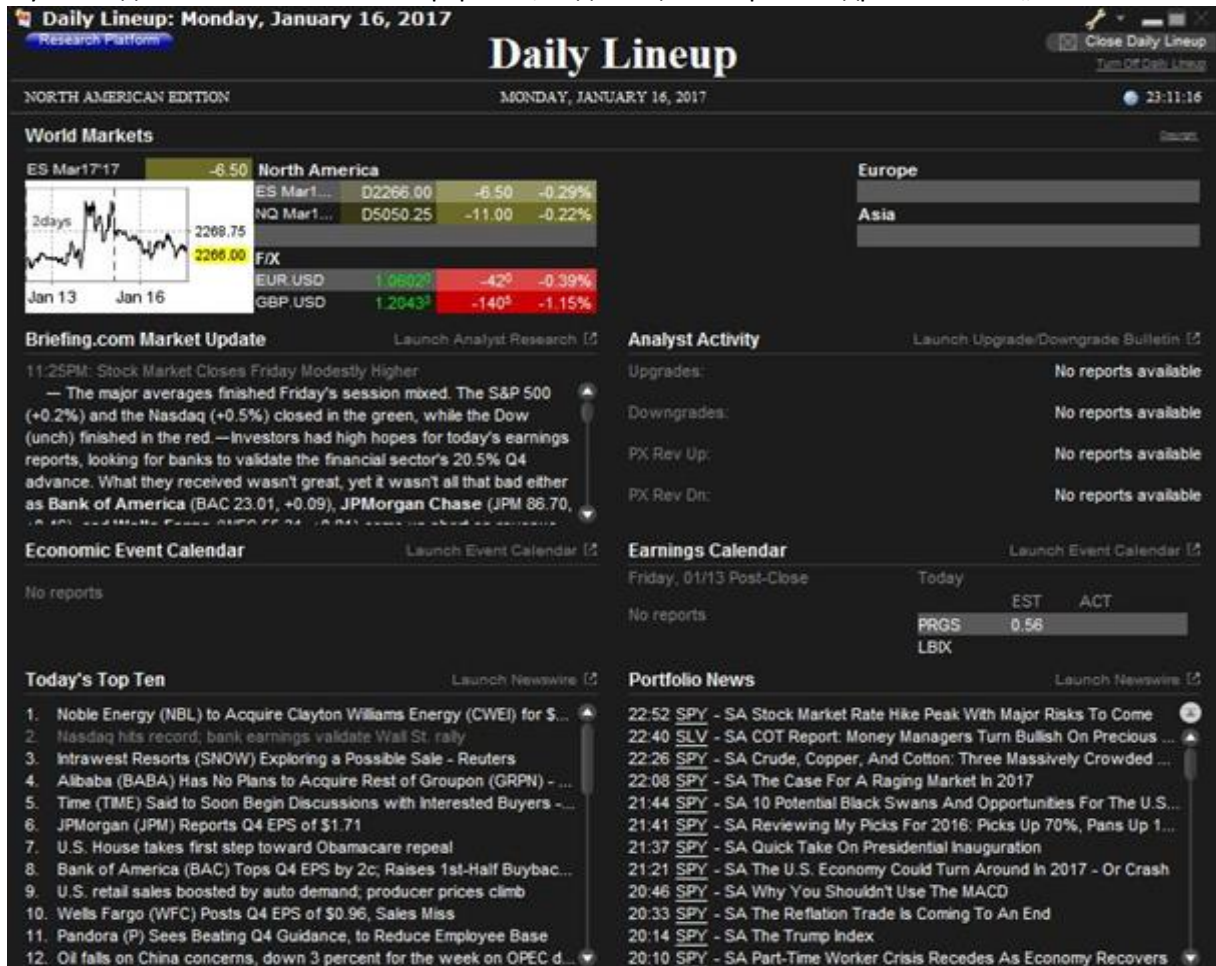 Daily Lineup: Monday, January 16, 2017
Research Platform
Daily Lineup
Close Daily Lineup
Turn Off Daily Lineup
NORTH AMERICAN EDITION MONDAY, JANUARY 16, 2017 23:11:16
World Markets
ES Mar17'17 -6.50
2days
2268.75
2266.00
Jan 13 Jan 16
North America
ES Mar1... D2266.00 -6.50 -0.29%
NQ Mar1... D5050.25 -11.00 -0.22%
F/X
EUR.USD 1.0602⁰ -42⁰ -0.39%
GBP.USD 1.2043³ -140⁵ -1.15%
Europe
Asia
Briefing.com Market Update Launch Analyst Research
11:25PM: Stock Market Closes Friday Modestly Higher
— The major averages finished Friday's session mixed. The S&P 500
(+0.2%) and the Nasdaq (+0.5%) closed in the green, while the Dow
(unch) finished in the red.—Investors had high hopes for today's earnings
reports, looking for banks to validate the financial sector's 20.5% Q4
advance. What they received wasn't great, yet it wasn't all that bad either
as Bank of America (BAC 23.01, +0.09), JPMorgan Chase (JPM 86.70,
Analyst Activity Launch Upgrade/Downgrade Bulletin
Upgrades: No reports available
Downgrades: No reports available
PX Rev Up: No reports available
PX Rev Dn: No reports available
Economic Event Calendar Launch Event Calendar
No reports
Earnings Calendar Launch Event Calendar
Friday, 01/13 Post-Close Today
No reports
EST ACT
PRGS 0.56
LBIX
Today's Top Ten Launch Newswire
1. Noble Energy (NBL) to Acquire Clayton Williams Energy (CWEI) for $...
2. Nasdaq hits record; bank earnings validate Wall St. rally
3. Intrawest Resorts (SNOW) Exploring a Possible Sale - Reuters
4. Alibaba (BABA) Has No Plans to Acquire Rest of Groupon (GRPN) - ...
5. Time (TIME) Said to Soon Begin Discussions with Interested Buyers -...
6. JPMorgan (JPM) Reports Q4 EPS of $1.71
7. U.S. House takes first step toward Obamacare repeal
8. Bank of America (BAC) Tops Q4 EPS by 2c; Raises 1st-Half Buybac...
9. U.S. retail sales boosted by auto demand; producer prices climb
10. Wells Fargo (WFC) Posts Q4 EPS of $0.96, Sales Miss
11. Pandora (P) Sees Beating Q4 Guidance, to Reduce Employee Base
12. Oil falls on China concerns, down 3 percent for the week on OPEC d...
Portfolio News Launch Newswire
22:52 SPY - SA Stock Market Rate Hike Peak With Major Risks To Come
22:40 SLV - SA COT Report: Money Managers Turn Bullish On Precious ...
22:26 SPY - SA Crude, Copper, And Cotton: Three Massively Crowded ...
22:08 SPY - SA The Case For A Raging Market In 2017
21:44 SPY - SA 10 Potential Black Swans And Opportunities For The U.S...
21:41 SPY - SA Reviewing My Picks For 2016: Picks Up 70%, Pans Up 1...
21:37 SPY - SA Quick Take On Presidential Inauguration
21:21 SPY - SA The U.S. Economy Could Turn Around In 2017 - Or Crash
20:46 SPY - SA Why You Shouldn't Use The MACD
20:33 SPY - SA The Reflation Trade Is Coming To An End
20:14 SPY - SA The Trump Index
20:10 SPY - SA Part-Time Worker Crisis Recedes As Economy Recovers